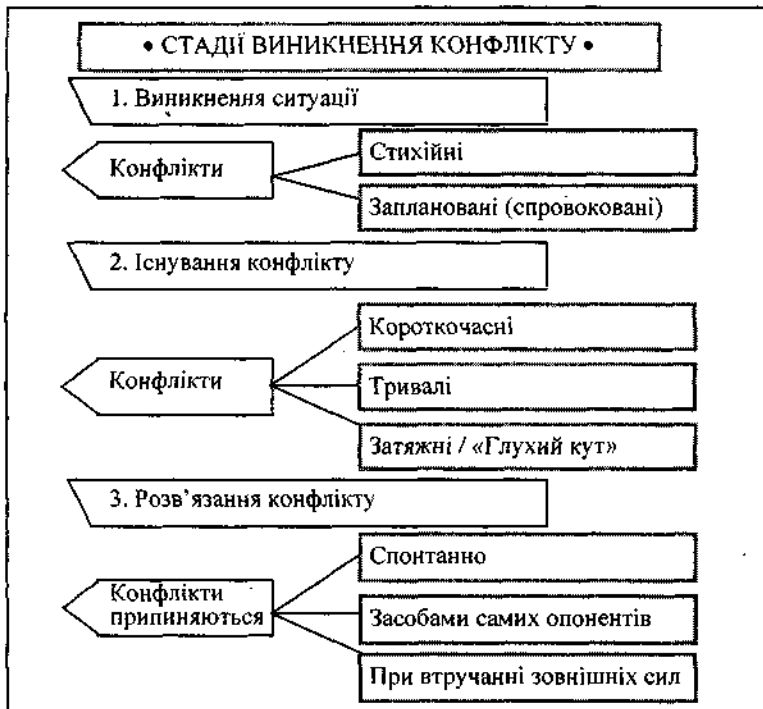 • СТАДІЇ ВИНИКНЕННЯ КОНФЛІКТУ •
1. Виникнення ситуації
Конфлікти
Стихійні
Заплановані (спровоковані)
2. Існування конфлікту
Конфлікти
Короткочасні
Тривалі
Затяжні / «Глухий кут»
3. Розв’язання конфлікту
Конфлікти
припиняються
Спонтанно
Засобами самих опонентів
При втручанні зовнішніх сил